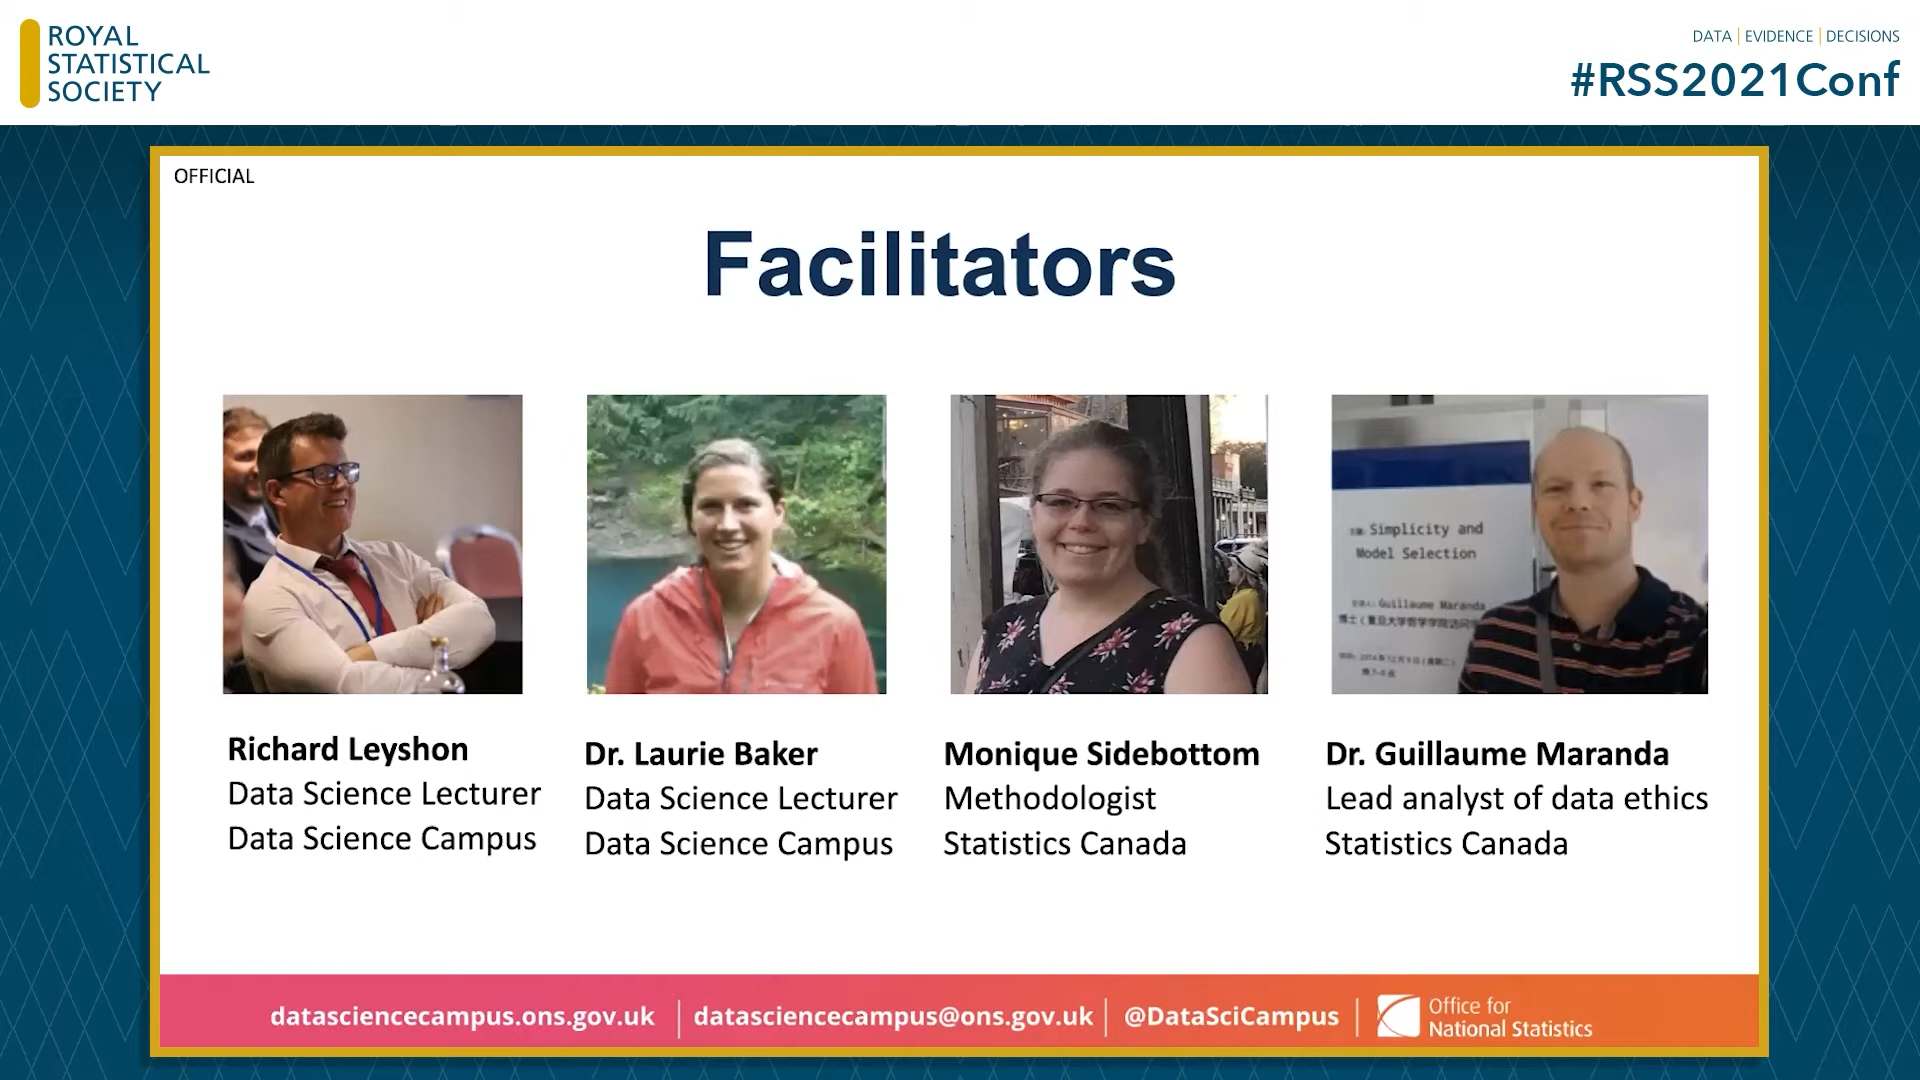 ROYAL
STATISTICAL
SOCIETY
DATA | EVIDENCE | DECISIONS
#RSS2021Conf
OFFICIAL
Facilitators
Simplicity and
Model Selection
Guillaume Maranda
Richard Leyshon
Data Science Lecturer
Data Science Campus
Dr. Laurie Baker
Data Science Lecturer
Data Science Campus
Monique Sidebottom
Methodologist
Statistics Canada
Dr. Guillaume Maranda
Lead analyst of data ethics
Statistics Canada
datasciencecampus.ons.gov.uk | datasciencecampus@ons.gov.uk | @DataSciCampus |
Office for
National Statistics